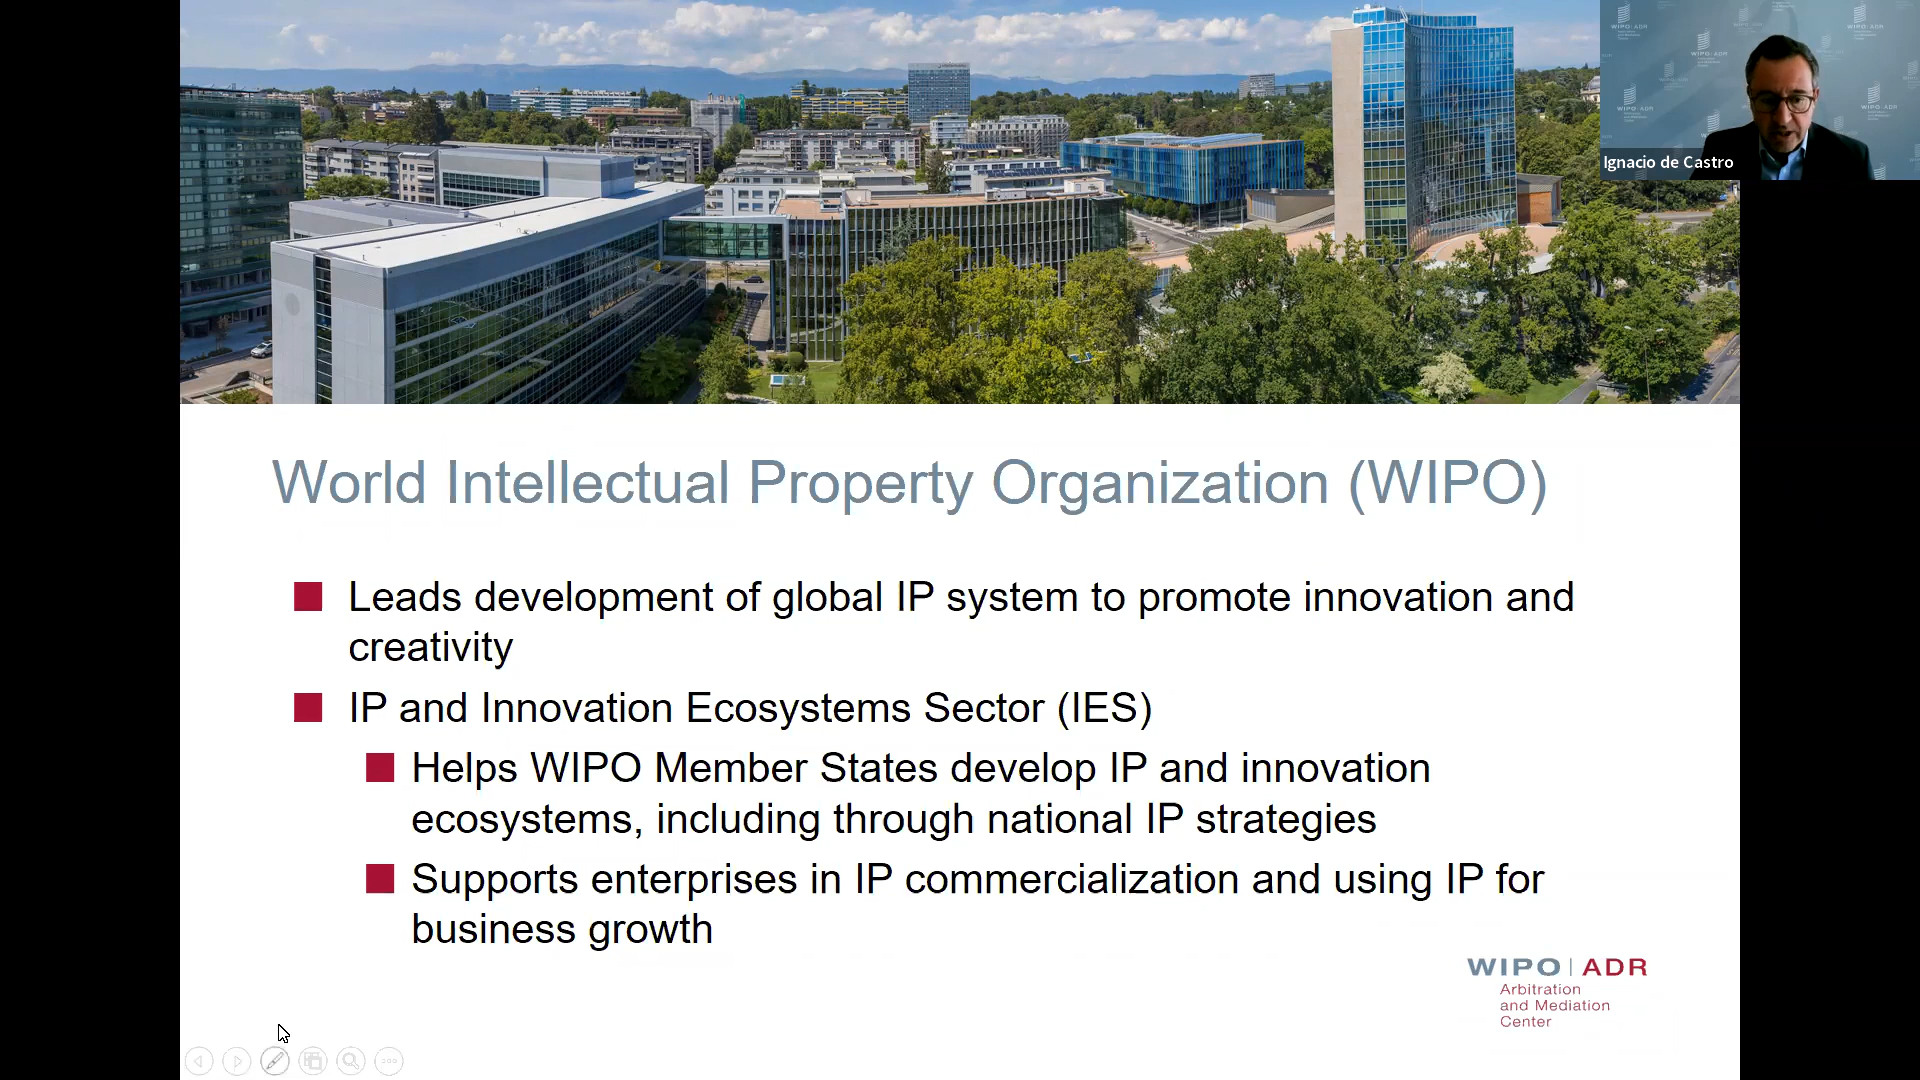 WIPO | ADR
Ignacio de Castro
World Intellectual Property Organization (WIPO)
Leads development of global IP system to promote innovation and
creativity
IP and Innovation Ecosystems Sector (IES)
Helps WIPO Member States develop IP and innovation
ecosystems, including through national IP strategies
Supports enterprises in IP commercialization and using IP for
business growth
WIPO | ADR
Arbitration
and Mediation
Center